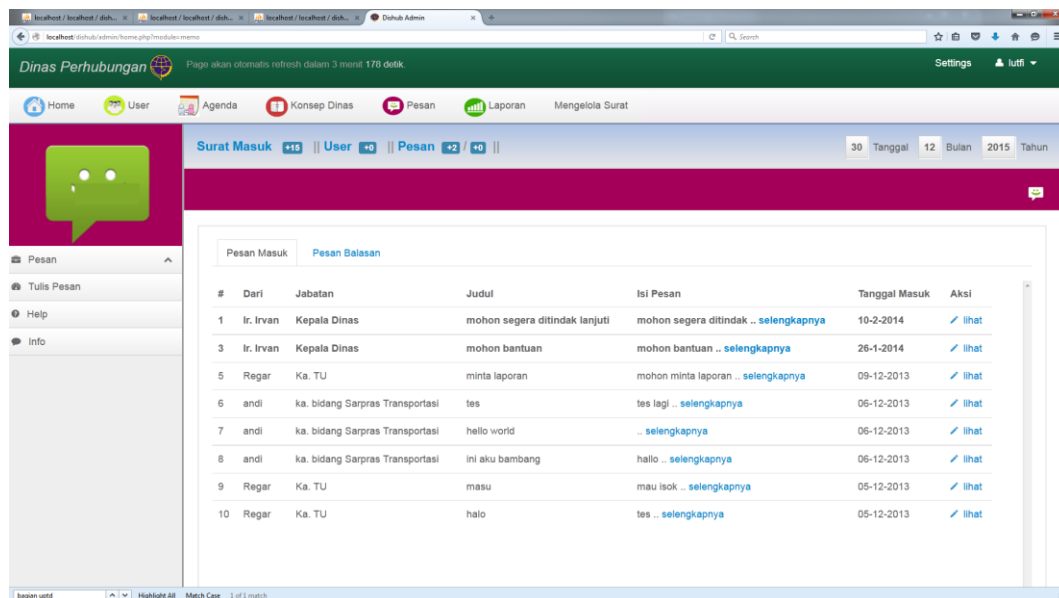 localhost / localhost / dish...
localhost / localhost / dish...
localhost / localhost / dish...
Dishub Admin
localhost/dishub/admin/home.php?module=memo
Search
Dinas Perhubungan
Page akan otomatis refresh dalam 3 menit 178 detik.
Settings
lutfi
Home
User
Agenda
Konsep Dinas
Pesan
Laporan
Mengelola Surat
Surat Masuk +15 || User +0 || Pesan +2 / +0 ||
30 Tanggal 12 Bulan 2015 Tahun
Pesan
Tulis Pesan
Help
Info
Pesan Masuk Pesan Balasan
# Dari Jabatan Judul Isi Pesan Tanggal Masuk Aksi
1 Ir. Irvan Kepala Dinas mohon segera ditindak lanjuti mohon segera ditindak .. selengkapnya 10-2-2014 lihat
3 Ir. Irvan Kepala Dinas mohon bantuan mohon bantuan .. selengkapnya 26-1-2014 lihat
5 Regar Ka. TU minta laporan mohon minta laporan .. selengkapnya 09-12-2013 lihat
6 andi ka. bidang Sarpras Transportasi tes tes lagi .. selengkapnya 06-12-2013 lihat
7 andi ka. bidang Sarpras Transportasi hello world .. selengkapnya 06-12-2013 lihat
8 andi ka. bidang Sarpras Transportasi ini aku bambang hallo .. selengkapnya 06-12-2013 lihat
9 Regar Ka. TU masu mau isok .. selengkapnya 05-12-2013 lihat
10 Regar Ka. TU halo tes .. selengkapnya 05-12-2013 lihat
bagian uptd Highlight All Match Case 1 of 1 match